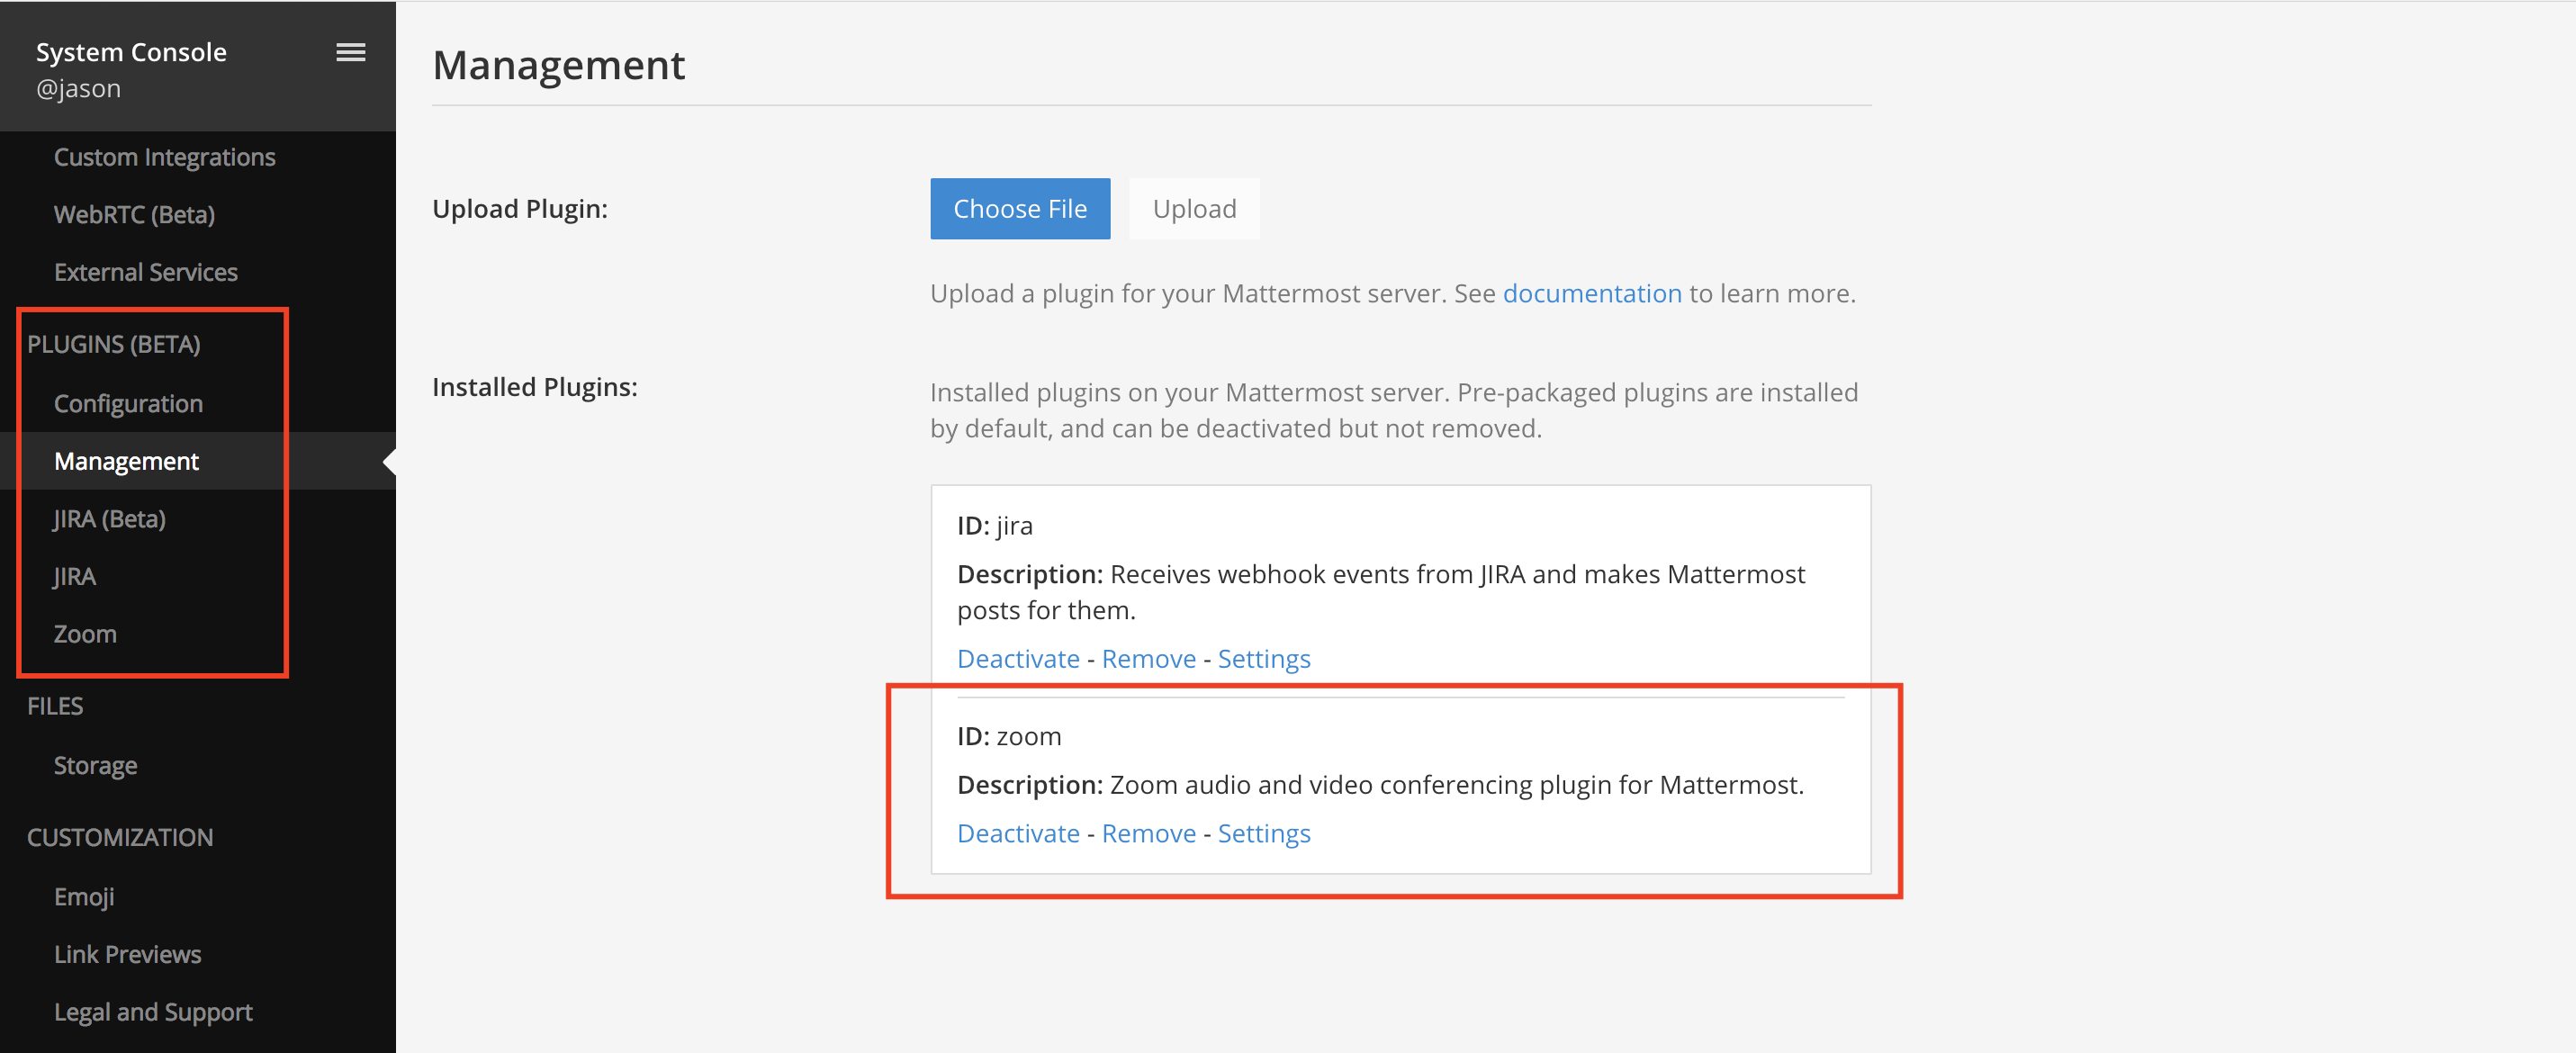 System Console
@jason
Custom Integrations
WebRTC (Beta)
External Services
PLUGINS (BETA)
Configuration
Management
JIRA (Beta)
JIRA
Zoom
FILES
Storage
CUSTOMIZATION
Emoji
Link Previews
Legal and Support
Management
Upload Plugin:
Choose File
Upload
Upload a plugin for your Mattermost server. See documentation to learn more.
Installed Plugins:
Installed plugins on your Mattermost server. Pre-packaged plugins are installed
by default, and can be deactivated but not removed.
ID: jira
Description: Receives webhook events from JIRA and makes Mattermost
posts for them.
Deactivate - Remove - Settings
ID: zoom
Description: Zoom audio and video conferencing plugin for Mattermost.
Deactivate - Remove - Settings